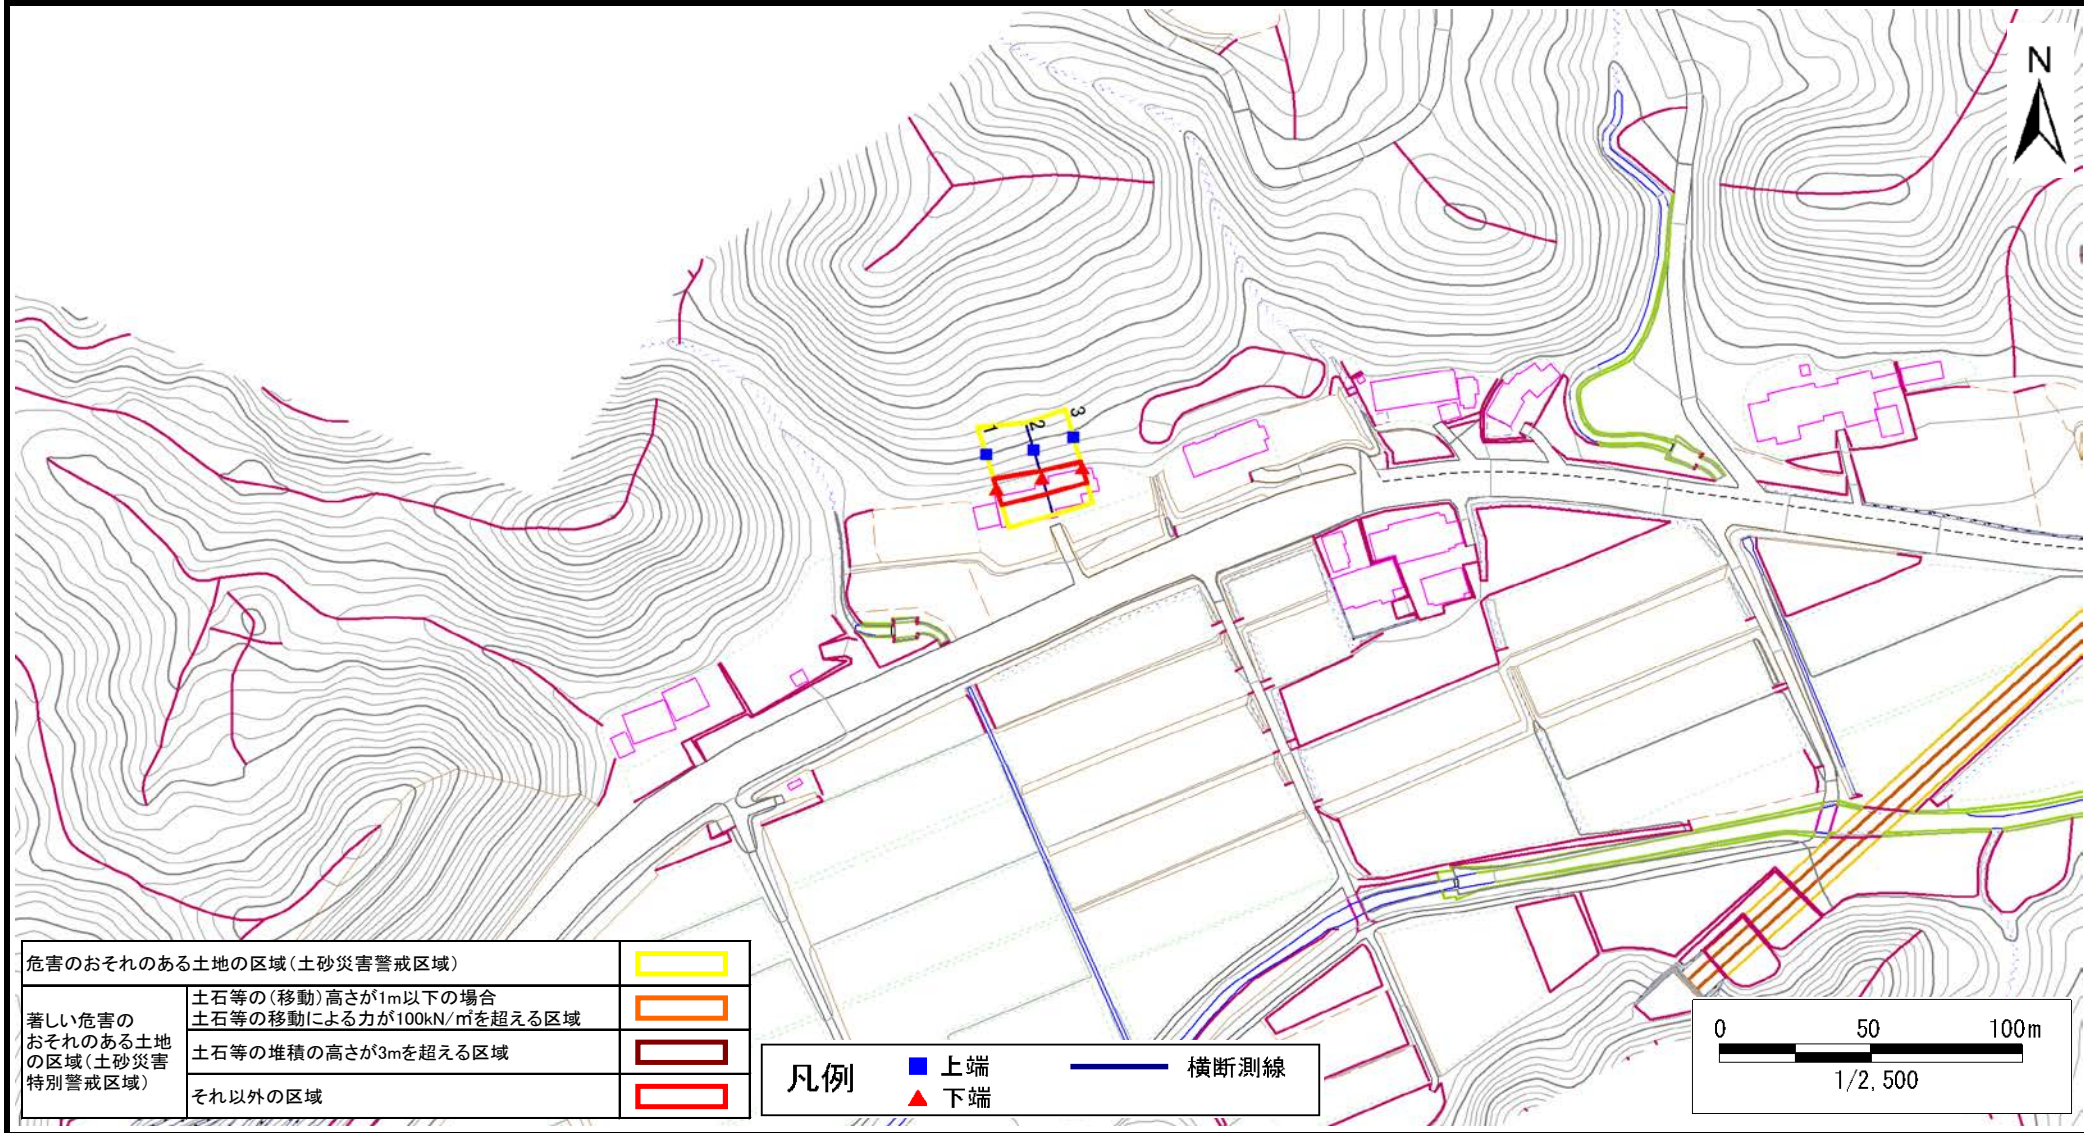 N
1
2
3
危害のおそれのある土地の区域(土砂災害警戒区域)
著しい危害の
おそれのある土地
の区域(土砂災害
特別警戒区域)
土石等の(移動)高さが1m以下の場合
土石等の移動による力が100kN/㎡を超える区域
土石等の堆積の高さが3mを超える区域
それ以外の区域
凡例
上端
下端
横断測線
0 50 100m
1/2,500